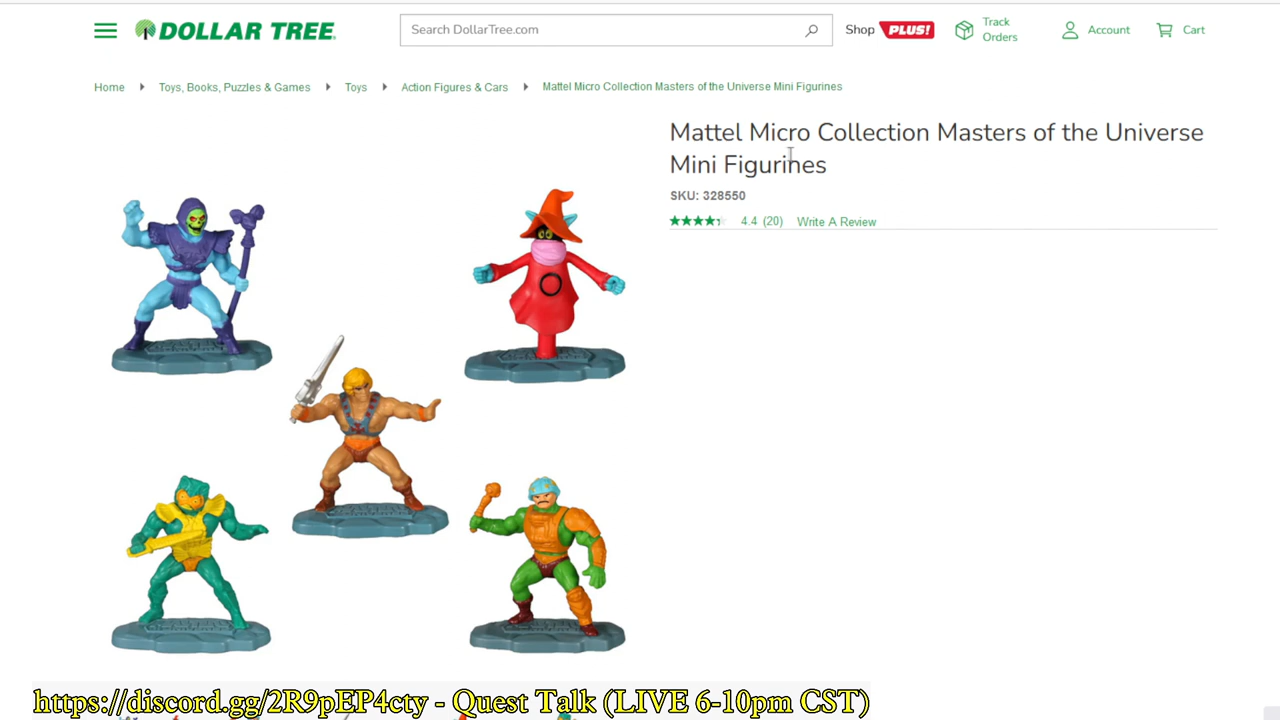 DOLLAR TREE
Search DollarTree.com
Shop PLUS!
Track Orders
Account
Cart
Home
Toys, Books, Puzzles & Games
Toys
Action Figures & Cars
Mattel Micro Collection Masters of the Universe Mini Figurines
Mattel Micro Collection Masters of the Universe
Mini Figurines
SKU: 328550
4.4 (20) Write A Review
https://discord.gg/2R9pEP4cty - Quest Talk (LIVE 6-10pm CST)